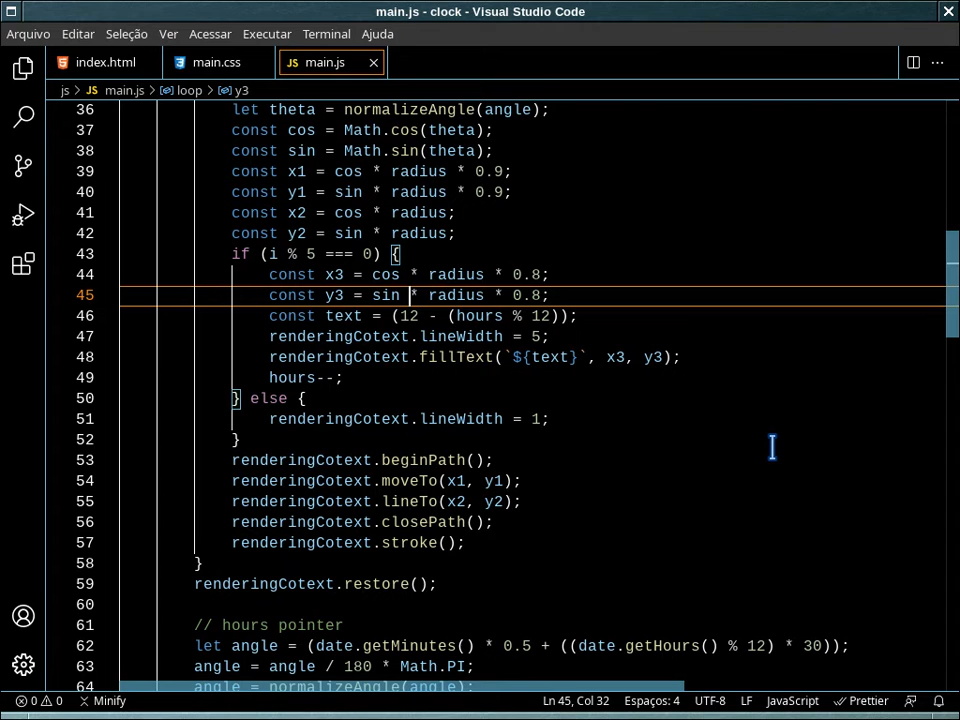 main.js - clock - Visual Studio Code
Arquivo Editar Seleção Ver Acessar Executar Terminal Ajuda
index.html main.css JS main.js
js > JS main.js > loop > y3
36 let theta = normalizeAngle(angle);
37 const cos = Math.cos(theta);
38 const sin = Math.sin(theta);
39 const x1 = cos * radius * 0.9;
40 const y1 = sin * radius * 0.9;
41 const x2 = cos * radius;
42 const y2 = sin * radius;
43 if (i % 5 === 0) {
44 const x3 = cos * radius * 0.8;
45 const y3 = sin * radius * 0.8;
46 const text = (12 - (hours % 12));
47 renderingCotext.lineWidth = 5;
48 renderingCotext.fillText(`${text}`, x3, y3);
49 hours--;
50 } else {
51 renderingCotext.lineWidth = 1;
52 }
53 renderingCotext.beginPath();
54 renderingCotext.moveTo(x1, y1);
55 renderingCotext.lineTo(x2, y2);
56 renderingCotext.closePath();
57 renderingCotext.stroke();
58 }
59 renderingCotext.restore();
60
61 // hours pointer
62 let angle = (date.getMinutes() * 0.5 + ((date.getHours() % 12) * 30));
63 angle = angle / 180 * Math.PI;
64 angle = normalizeAngle(angle);
0 0 Minify Ln 45, Col 32 Espaços: 4 UTF-8 LF JavaScript Prettier